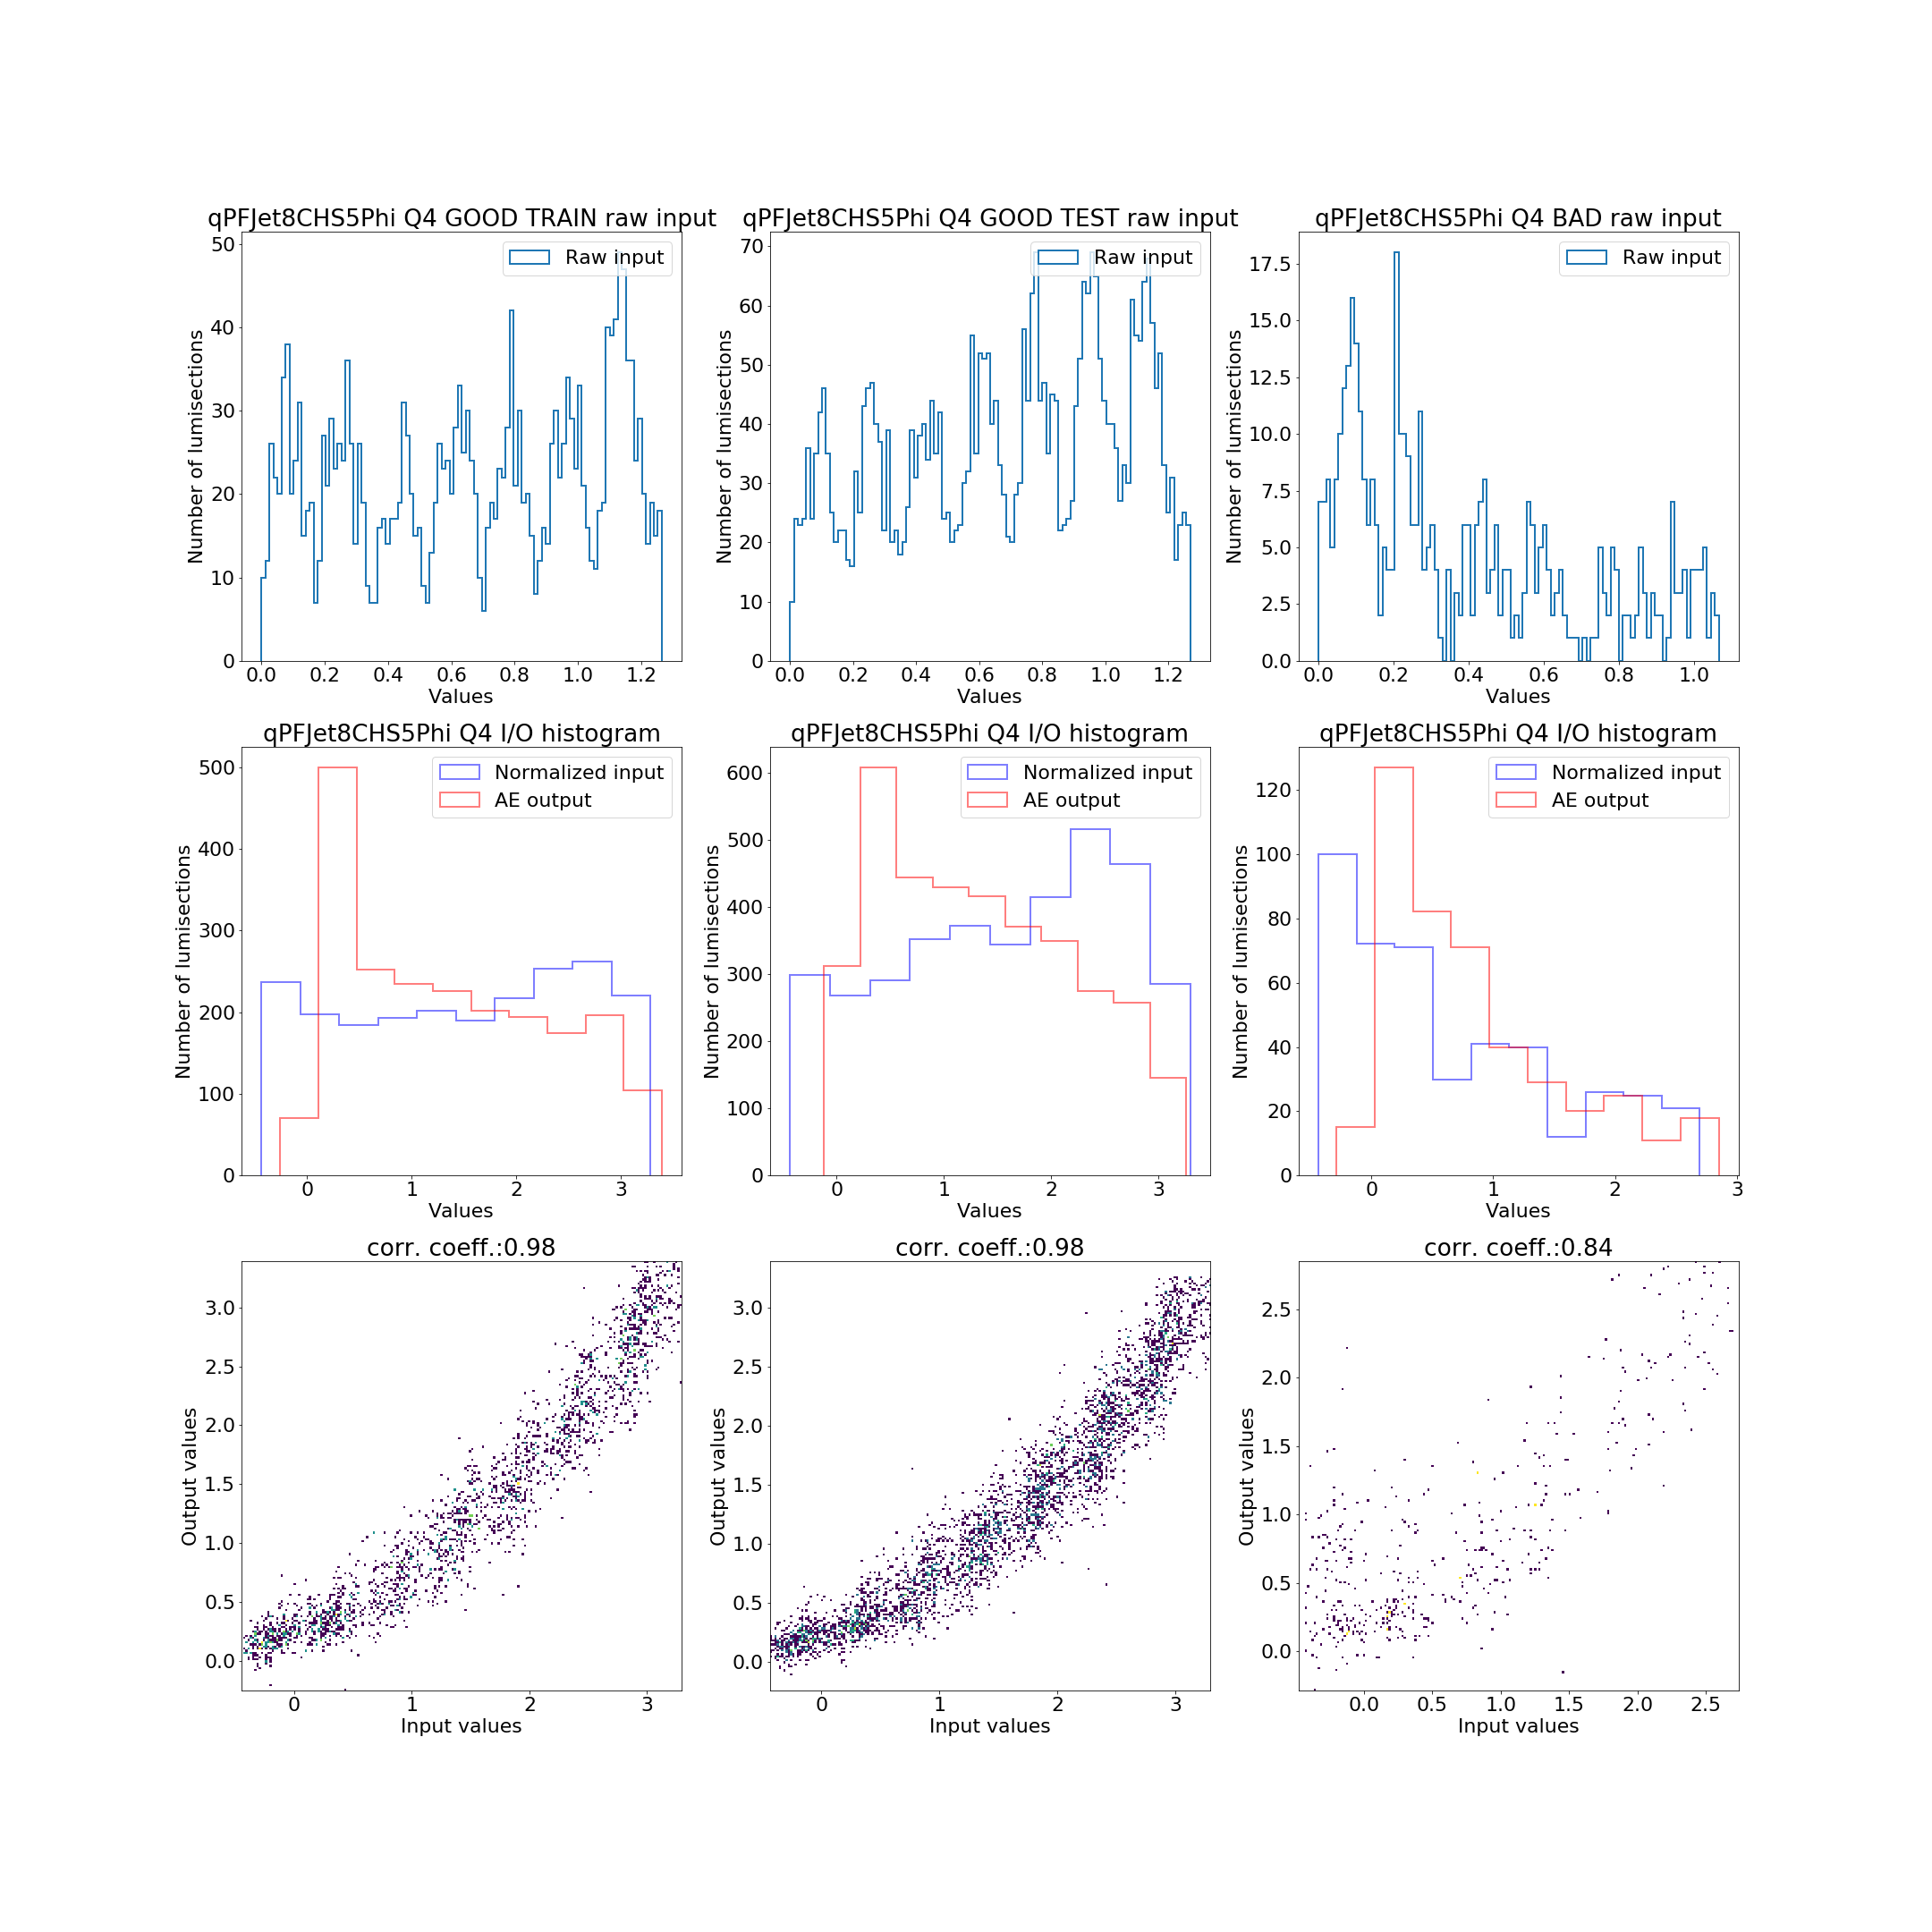 qPFJet8CHS5Phi Q4 GOOD TRAIN raw input
Raw input
Number of lumisections
50
40
30
20
10
0
0.0 0.2 0.4 0.6 0.8 1.0 1.2
Values
qPFJet8CHS5Phi Q4 GOOD TEST raw input
Raw input
Number of lumisections
70
60
50
40
30
20
10
0
0.0 0.2 0.4 0.6 0.8 1.0 1.2
Values
qPFJet8CHS5Phi Q4 BAD raw input
Raw input
Number of lumisections
17.5
15.0
12.5
10.0
7.5
5.0
2.5
0.0
0.0 0.2 0.4 0.6 0.8 1.0
Values
qPFJet8CHS5Phi Q4 I/O histogram
Normalized input
AE output
Number of lumisections
500
400
300
200
100
0
0 1 2 3
Values
qPFJet8CHS5Phi Q4 I/O histogram
Normalized input
AE output
Number of lumisections
600
500
400
300
200
100
0
0 1 2 3
Values
qPFJet8CHS5Phi Q4 I/O histogram
Normalized input
AE output
Number of lumisections
120
100
80
60
40
20
0
0 1 2 3
Values
corr. coeff.:0.98
Output values
3.0
2.5
2.0
1.5
1.0
0.5
0.0
0 1 2 3
Input values
corr. coeff.:0.98
Output values
3.0
2.5
2.0
1.5
1.0
0.5
0.0
0 1 2 3
Input values
corr. coeff.:0.84
Output values
2.5
2.0
1.5
1.0
0.5
0.0
0.0 0.5 1.0 1.5 2.0 2.5
Input values